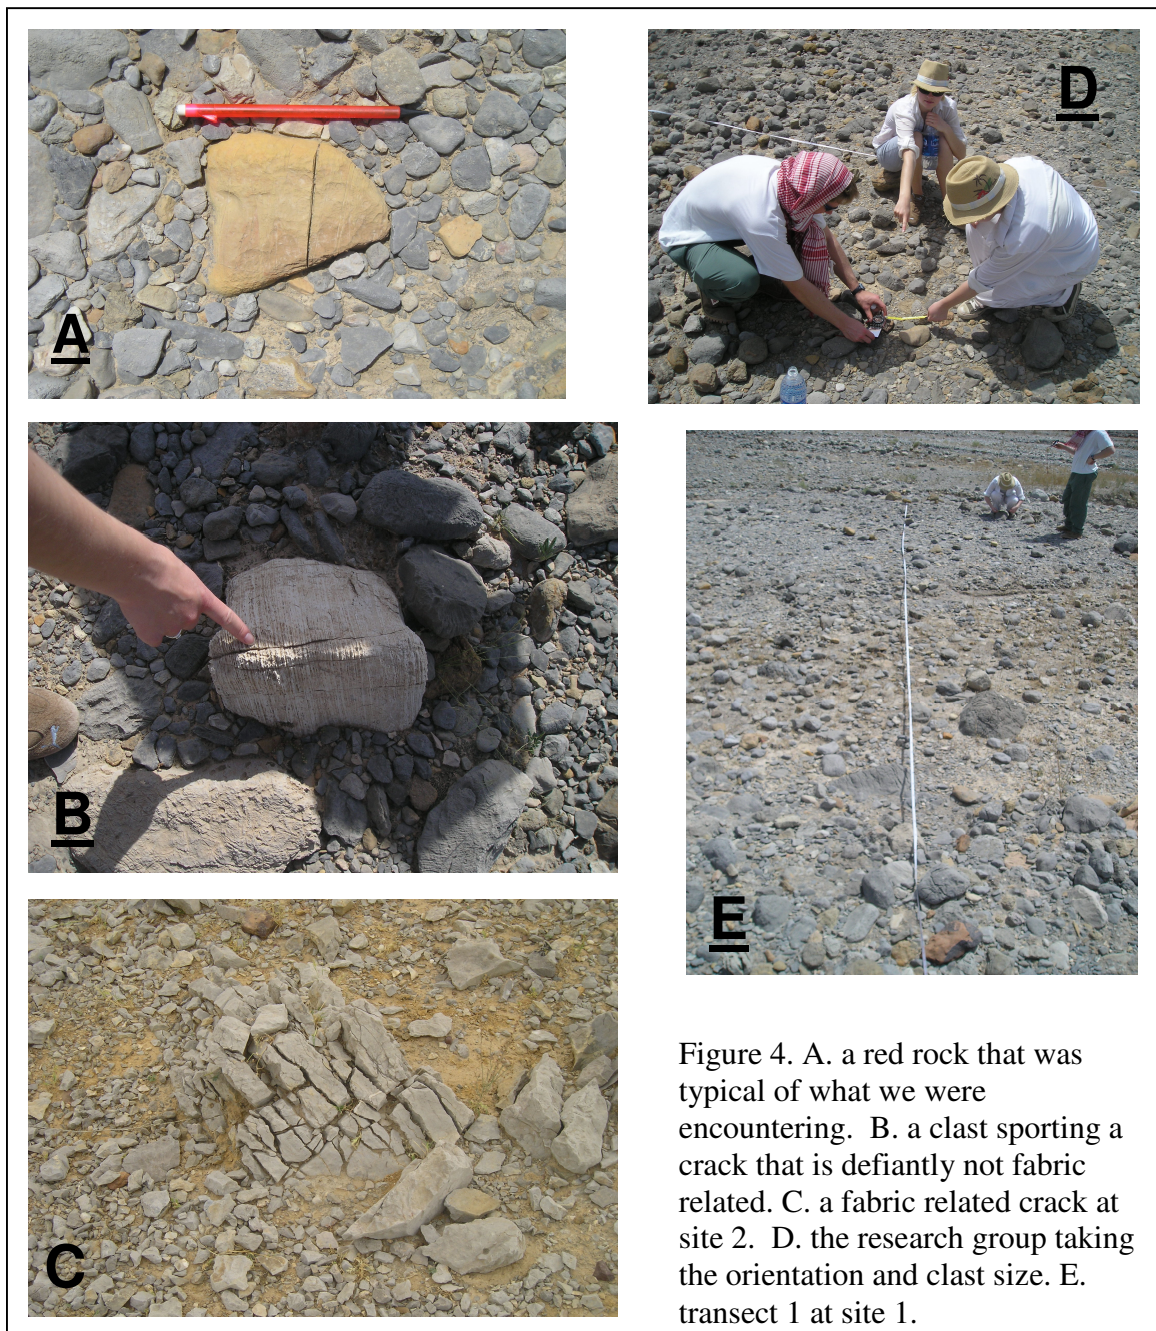 A
D
B
E
C
Figure 4. A. a red rock that was
typical of what we were
encountering.  B. a clast sporting a
crack that is defiantly not fabric
related. C. a fabric related crack at
site 2.  D. the research group taking
the orientation and clast size. E.
transect 1 at site 1.